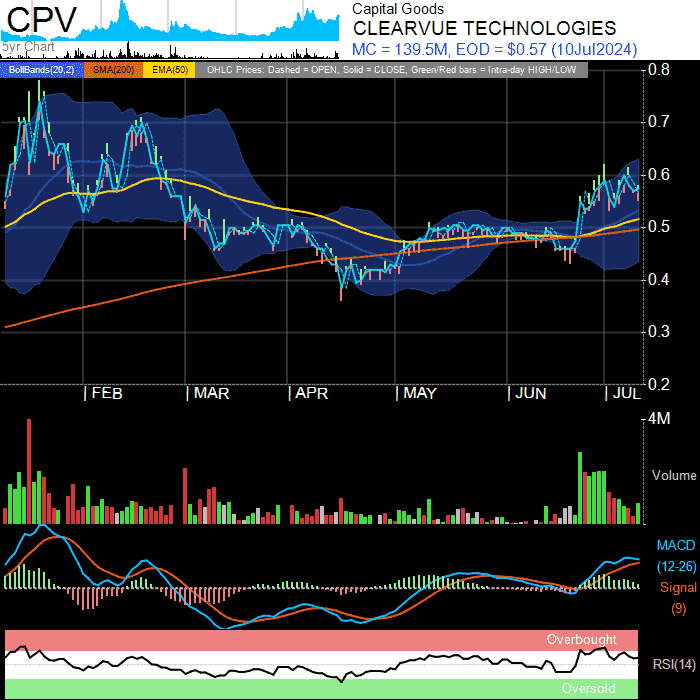 CPV
5yr Chart
Capital Goods
CLEARVUE TECHNOLOGIES
MC = 139.5M, EOD = $0.57 (10Jul2024)
BollBands(20,2) SMA(200) EMA(50) OHLC Prices: Dashed = OPEN, Solid = CLOSE, Green/Red bars = Intra-day HIGH/LOW
0.8
0.7
0.6
0.5
0.4
0.3
0.2
FEB MAR APR MAY JUN JUL
4M
Volume
MACD
(12-26)
Signal
(9)
Overbought
RSI(14)
Oversold